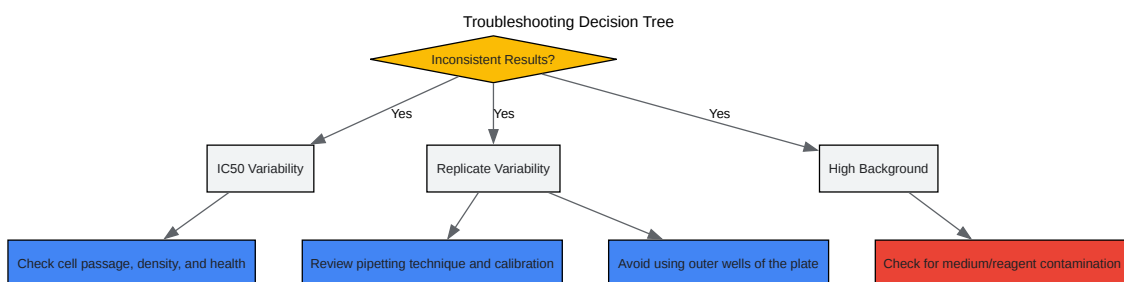 Troubleshooting Decision Tree
Inconsistent Results?
Yes
Yes
Yes
IC50 Variability
Replicate Variability
High Background
Check cell passage, density, and health
Review pipetting technique and calibration
Avoid using outer wells of the plate
Check for medium/reagent contamination